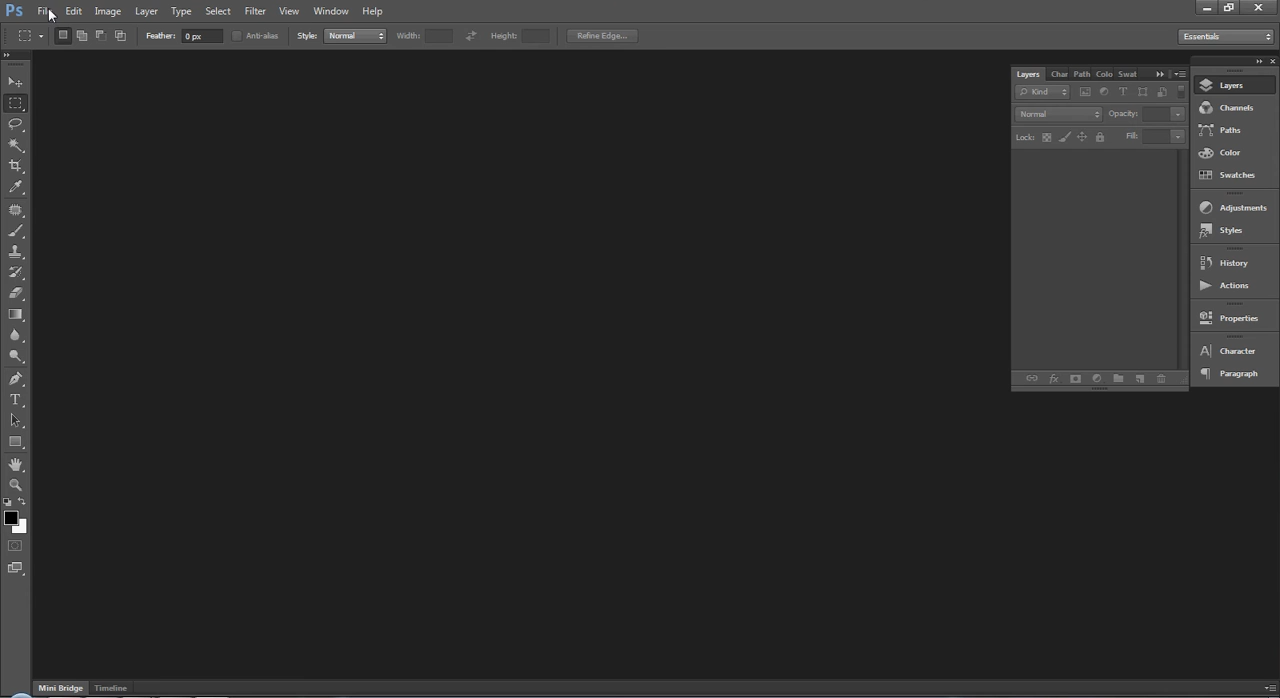 Ps File Edit Image Layer Type Select Filter View Window Help
Feather: 0 px Anti-alias Style: Normal Width: Height: Refine Edge... Essentials
Layers Char Path Colo Swat
Kind
Normal Opacity:
Lock: Fill:
Layers
Channels
Paths
Color
Swatches
Adjustments
Styles
History
Actions
Properties
Character
Paragraph
Mini Bridge Timeline